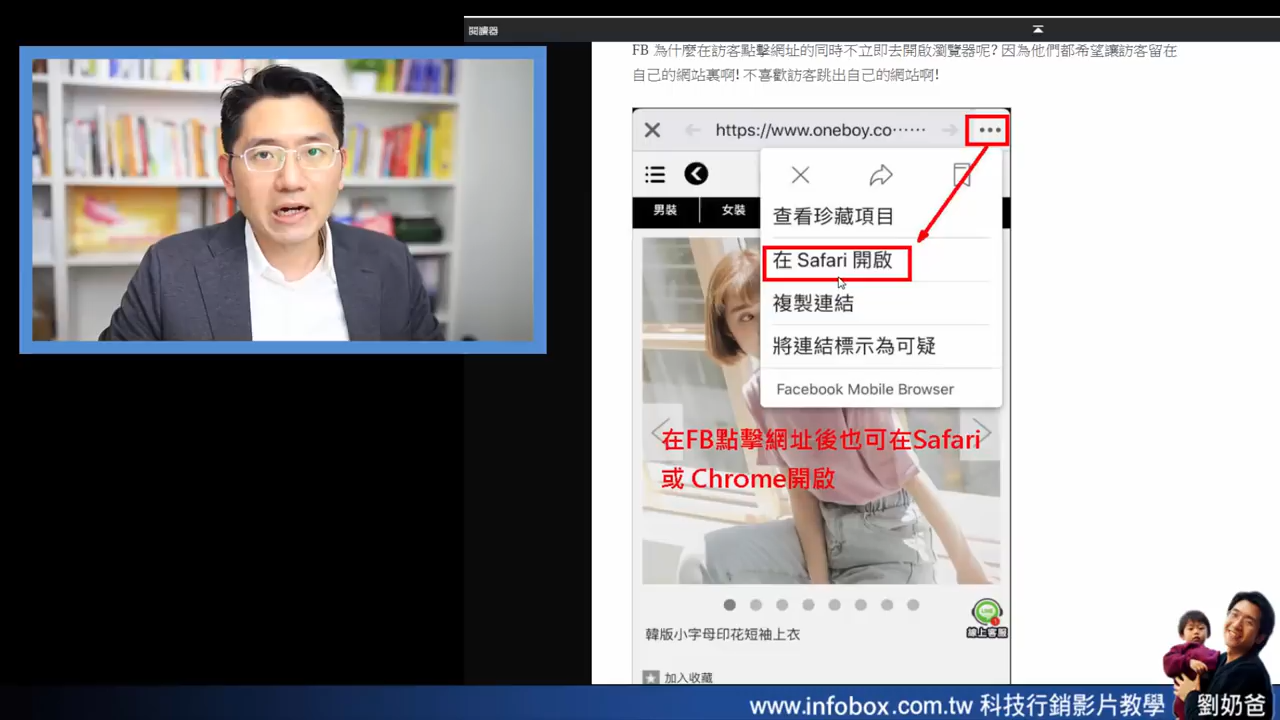 閱讀器
FB 為什麼在訪客點擊網址的同時不立即去開啟瀏覽器呢? 因為他們都希望讓訪客留在
自己的網站裏啊! 不喜歡訪客跳出自己的網站啊!
https://www.oneboy.co······
男裝
女裝
查看珍藏項目
在 Safari 開啟
複製連結
將連結標示為可疑
Facebook Mobile Browser
在FB點擊網址後也可在Safari
或 Chrome開啟
LINE
線上客服
韓版小字母印花短袖上衣
加入收藏
www.infobox.com.tw 科技行銷影片教學
劉奶爸